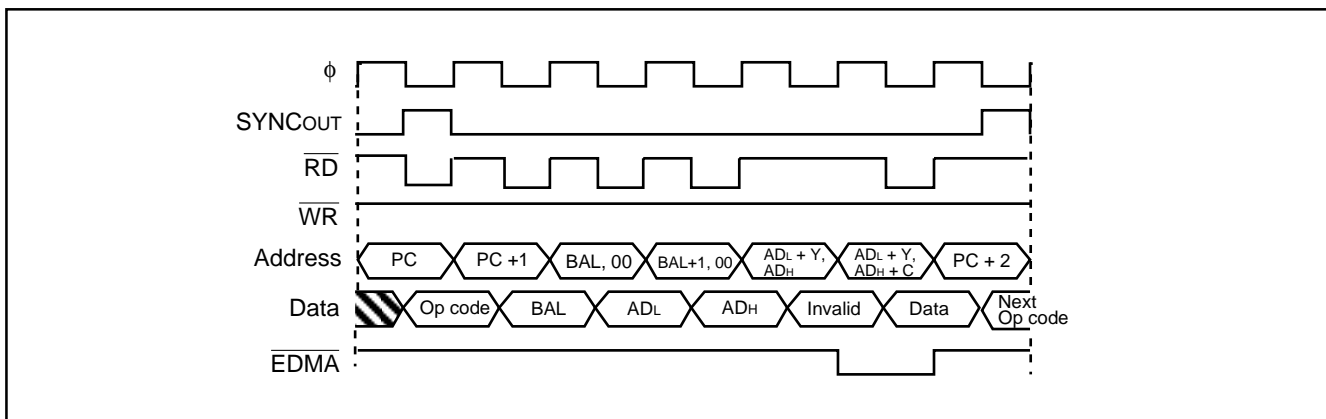 ϕ
SYNCOUT
RD
WR
Address PC PC +1 BAL, 00 BAL+1, 00 ADL + Y, ADH ADL + Y, ADH + C PC + 2
Data Op code BAL ADL ADH Invalid Data Next Op code
EDMA